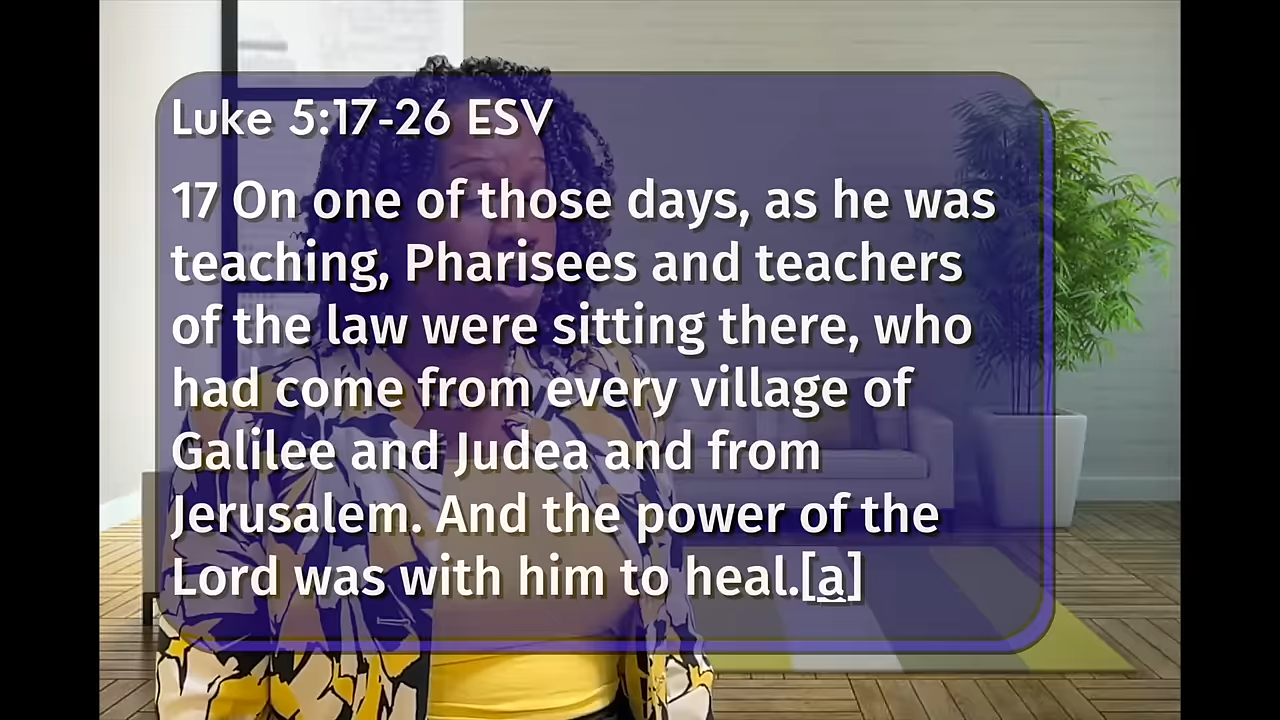 Luke 5:17-26 ESV
17 On one of those days, as he was
teaching, Pharisees and teachers
of the law were sitting there, who
had come from every village of
Galilee and Judea and from
Jerusalem. And the power of the
Lord was with him to heal.[a]